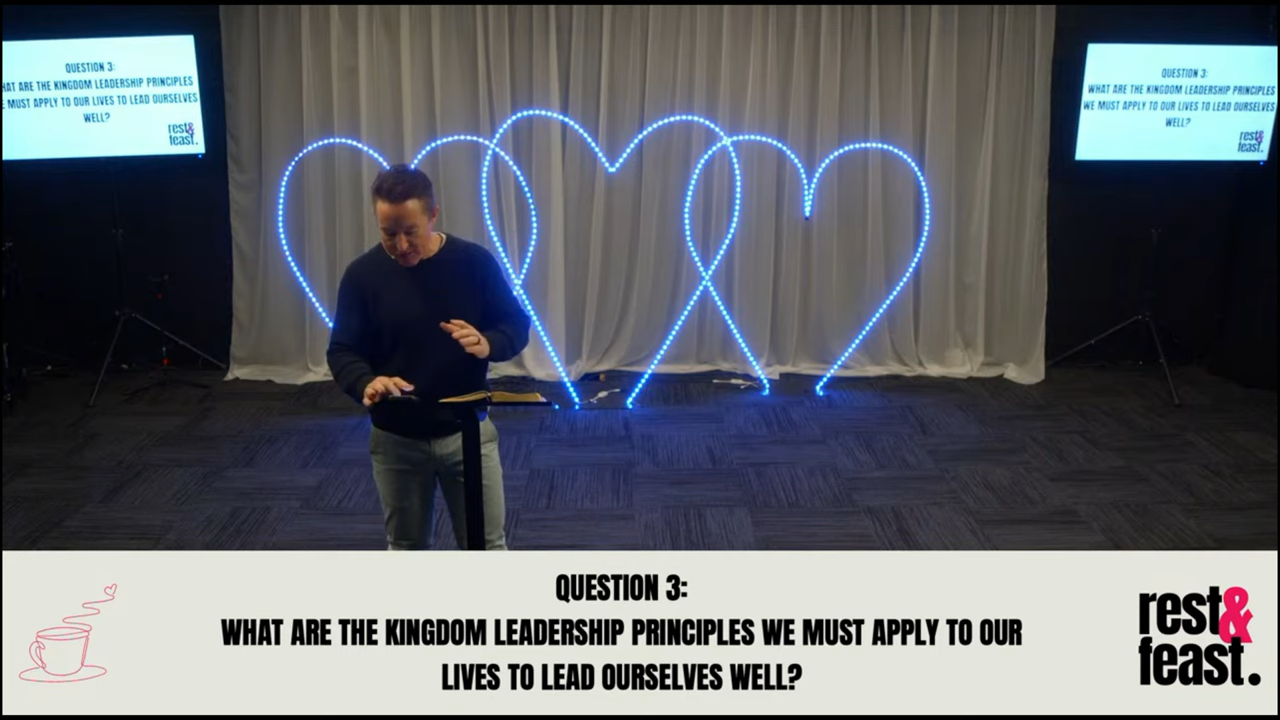 QUESTION 3:
HAT ARE THE KINGDOM LEADERSHIP PRINCIPLES
E MUST APPLY TO OUR LIVES TO LEAD OURSELVES
WELL?
rest&
feast.
QUESTION 3:
WHAT ARE THE KINGDOM LEADERSHIP PRINCIPLES
WE MUST APPLY TO OUR LIVES TO LEAD OURSELVES
WELL?
rest&
feast.
QUESTION 3:
WHAT ARE THE KINGDOM LEADERSHIP PRINCIPLES WE MUST APPLY TO OUR
LIVES TO LEAD OURSELVES WELL?
rest&
feast.